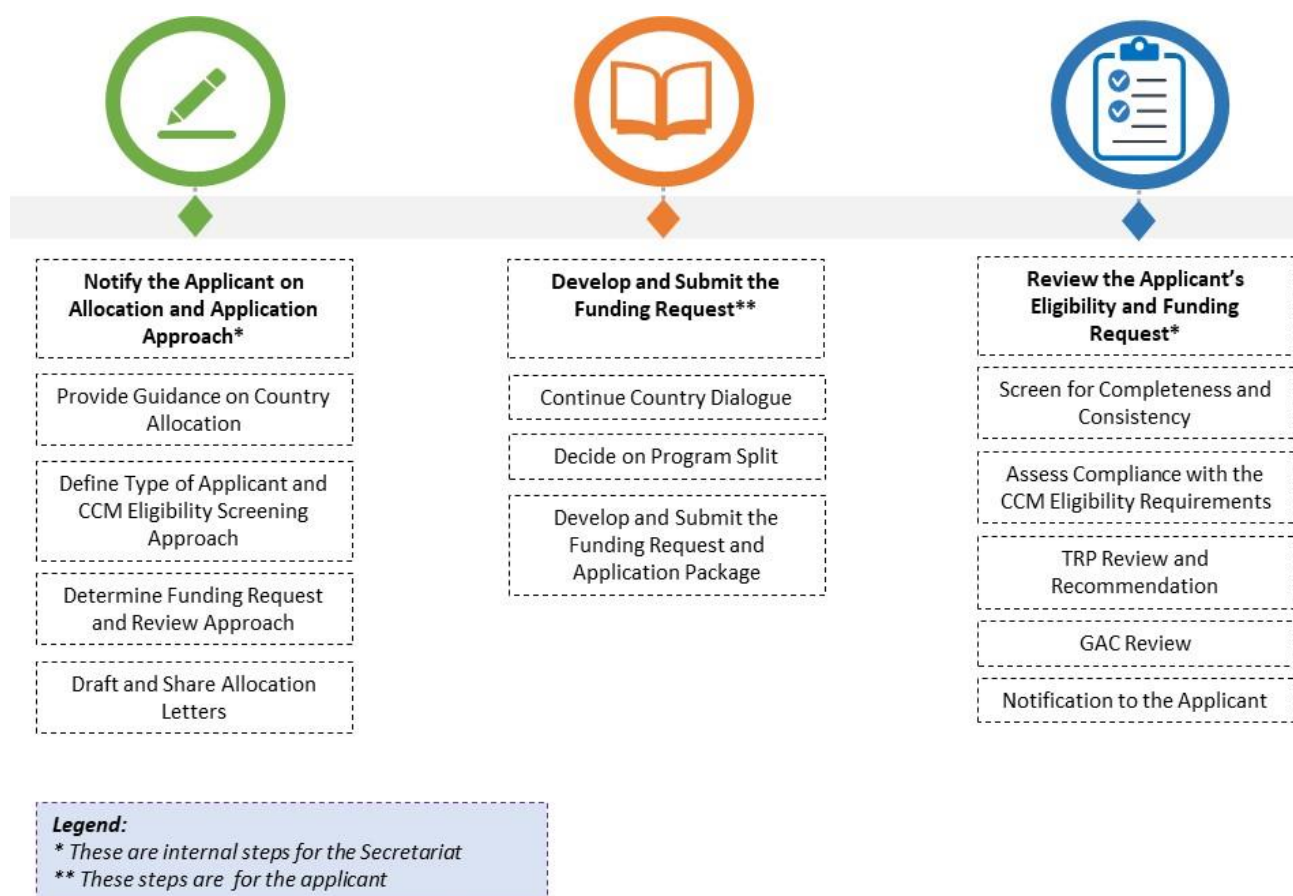 Notify the Applicant on
Allocation and Application
Approach*
Provide Guidance on Country
Allocation
Define Type of Applicant and
CCM Eligibility Screening
Approach
Determine Funding Request
and Review Approach
Draft and Share Allocation
Letters
Develop and Submit the
Funding Request**
Continue Country Dialogue
Decide on Program Split
Develop and Submit the
Funding Request and
Application Package
Review the Applicant's
Eligibility and Funding
Request*
Screen for Completeness and
Consistency
Assess Compliance with the
CCM Eligibility Requirements
TRP Review and
Recommendation
GAC Review
Notification to the Applicant
Legend:
* These are internal steps for the Secretariat
** These steps are for the applicant